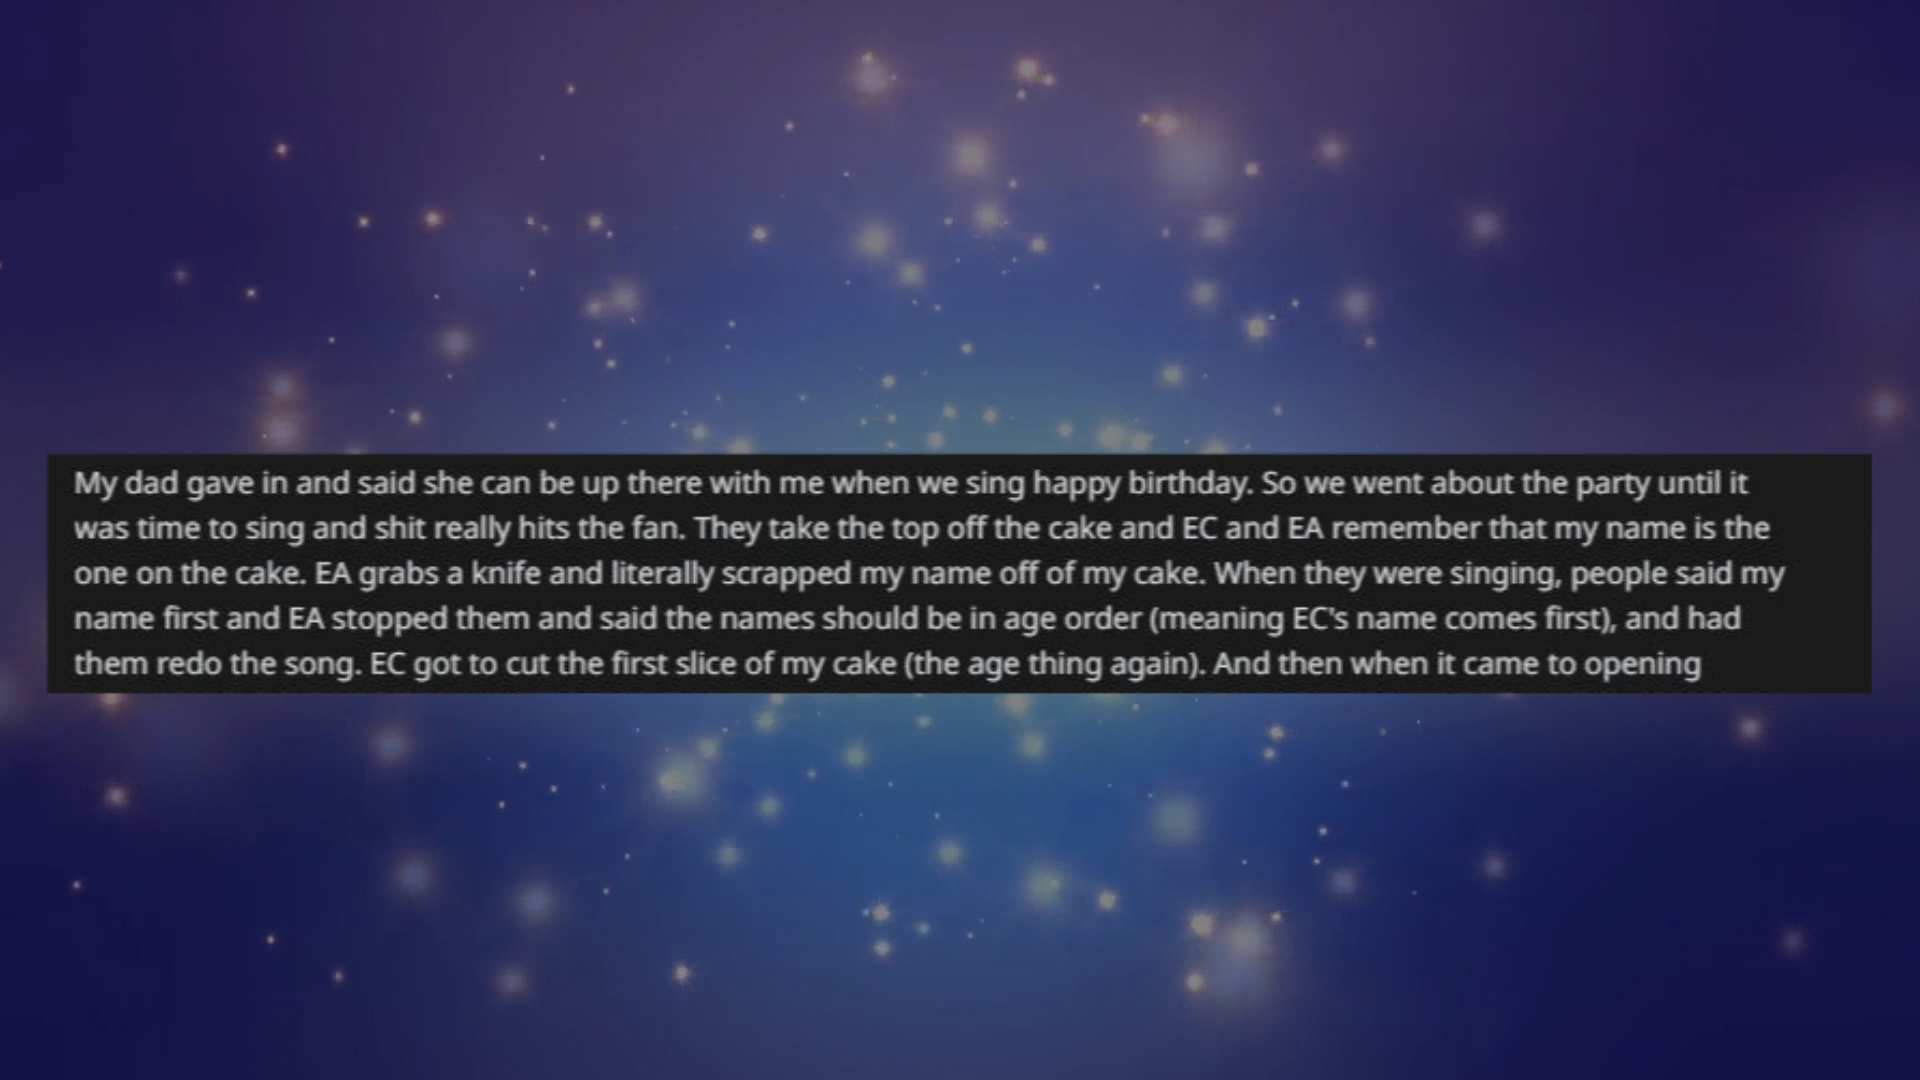 My dad gave in and said she can be up there with me when we sing happy birthday. So we went about the party until it
was time to sing and shit really hits the fan. They take the top off the cake and EC and EA remember that my name is the
one on the cake. EA grabs a knife and literally scrapped my name off of my cake. When they were singing, people said my
name first and EA stopped them and said the names should be in age order (meaning EC's name comes first), and had
them redo the song. EC got to cut the first slice of my cake (the age thing again). And then when it came to opening